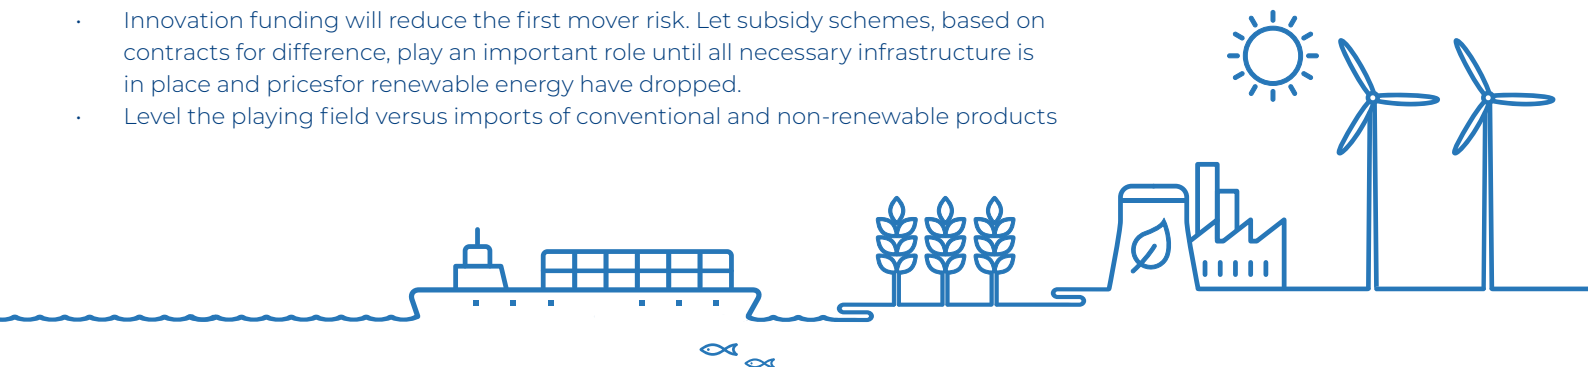 · Innovation funding will reduce the first mover risk. Let subsidy schemes, based on
contracts for difference, play an important role until all necessary infrastructure is
in place and pricesfor renewable energy have dropped.
· Level the playing field versus imports of conventional and non-renewable products